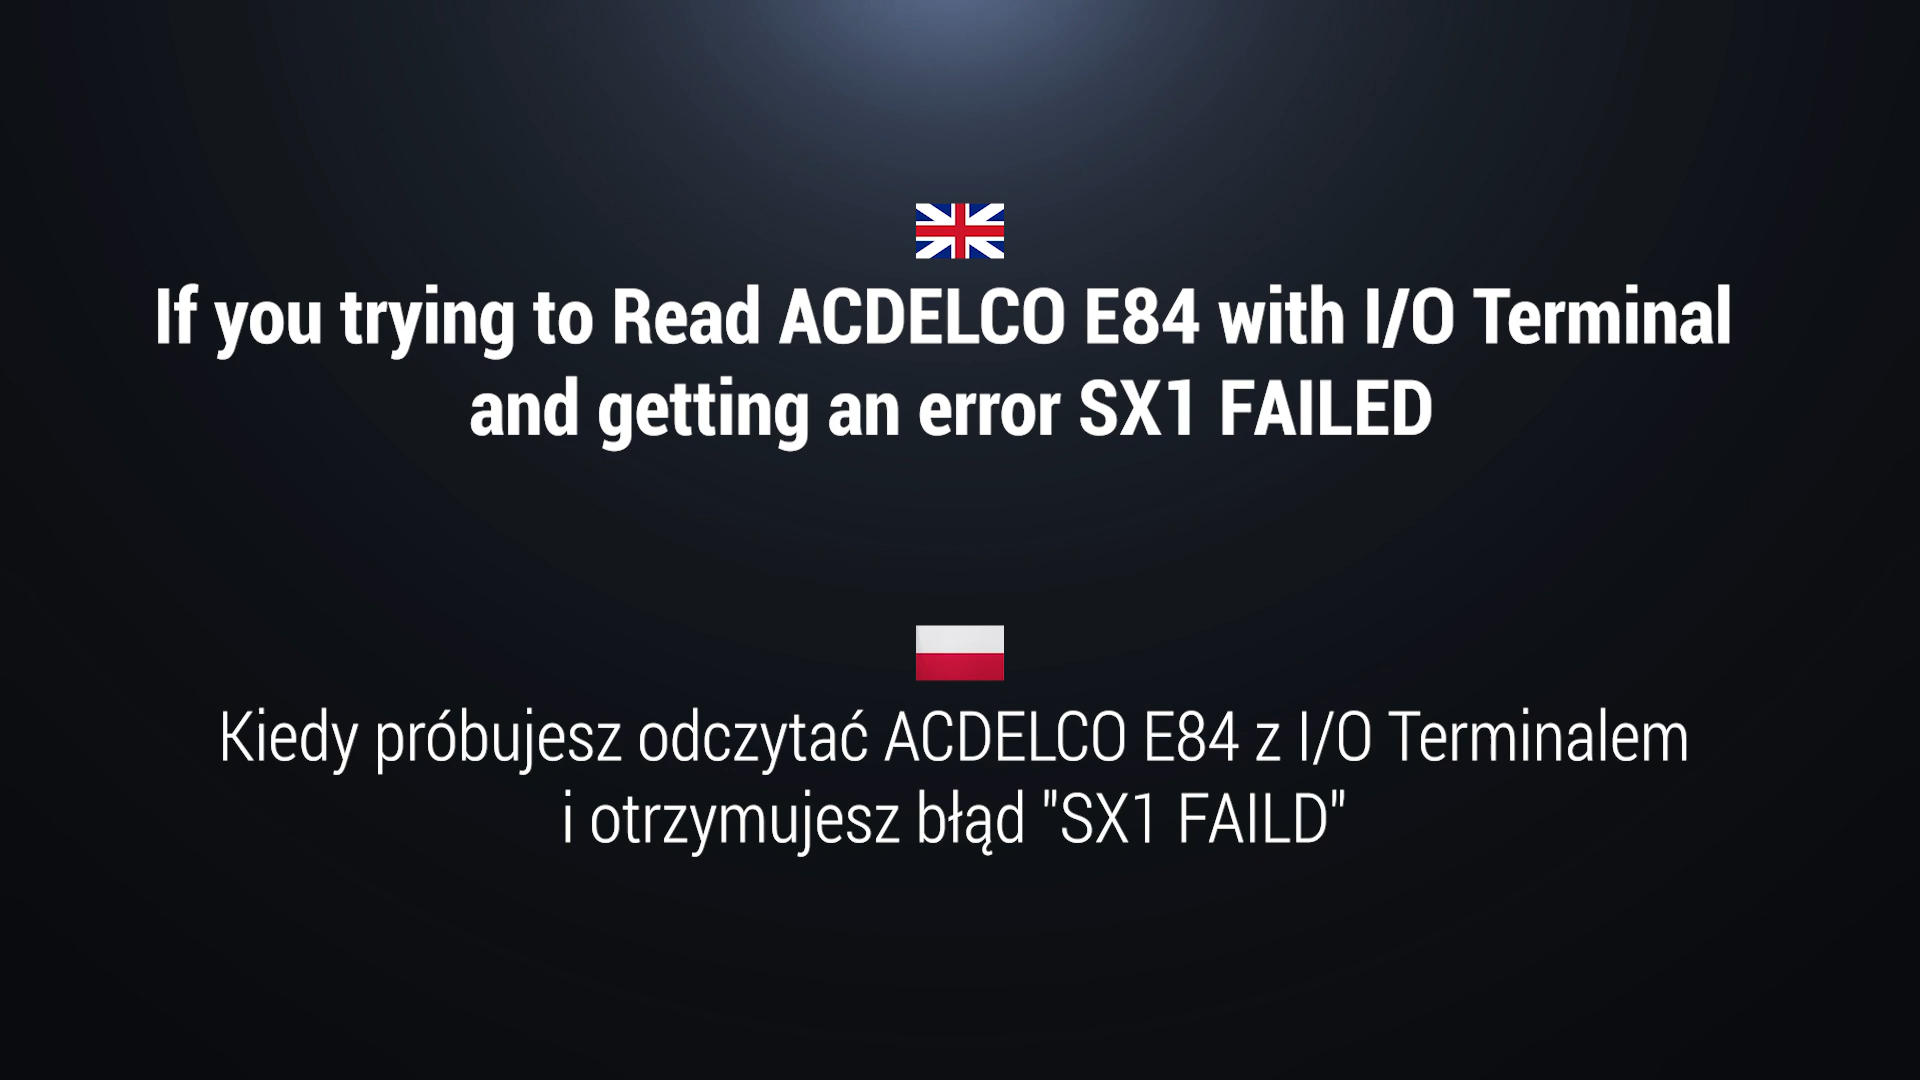 If you trying to Read ACDELCO E84 with I/O Terminal
and getting an error SX1 FAILED
Kiedy próbujesz odczytać ACDELCO E84 z I/O Terminalem
i otrzymujesz błąd "SX1 FAILD"